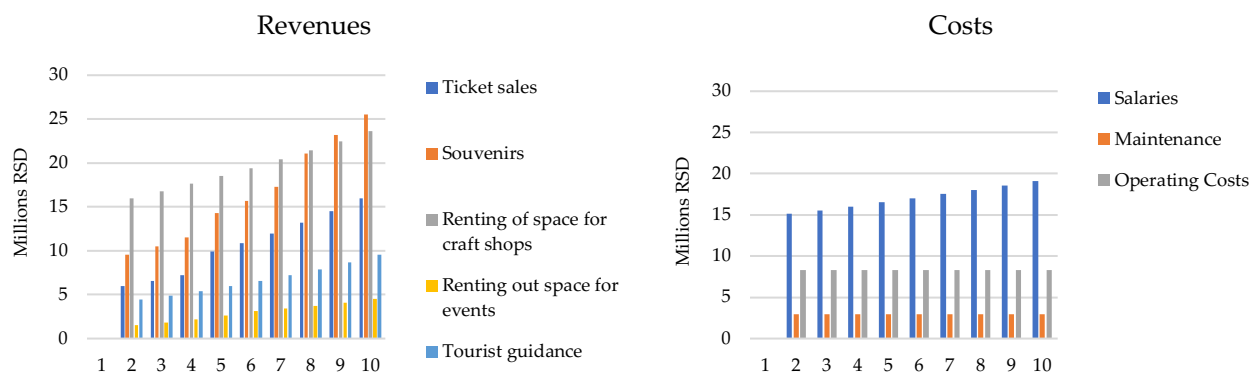 Revenues
Millions RSD
30
25
20
15
10
5
0
1 2 3 4 5 6 7 8 9 10
Ticket sales
Souvenirs
Renting of space for
craft shops
Renting out space for
events
Tourist guidance
Costs
Millions RSD
30
25
20
15
10
5
0
1 2 3 4 5 6 7 8 9 10
Salaries
Maintenance
Operating Costs